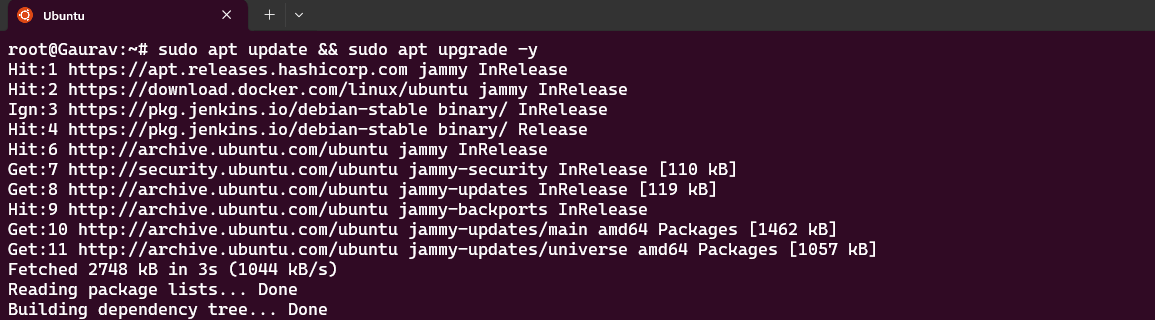 Ubuntu
root@Gaurav:~# sudo apt update && sudo apt upgrade -y
Hit:1 https://apt.releases.hashicorp.com jammy InRelease
Hit:2 https://download.docker.com/linux/ubuntu jammy InRelease
Ign:3 https://pkg.jenkins.io/debian-stable binary/ InRelease
Hit:4 https://pkg.jenkins.io/debian-stable binary/ Release
Hit:6 http://archive.ubuntu.com/ubuntu jammy InRelease
Get:7 http://security.ubuntu.com/ubuntu jammy-security InRelease [110 kB]
Get:8 http://archive.ubuntu.com/ubuntu jammy-updates InRelease [119 kB]
Hit:9 http://archive.ubuntu.com/ubuntu jammy-backports InRelease
Get:10 http://archive.ubuntu.com/ubuntu jammy-updates/main amd64 Packages [1462 kB]
Get:11 http://archive.ubuntu.com/ubuntu jammy-updates/universe amd64 Packages [1057 kB]
Fetched 2748 kB in 3s (1044 kB/s)
Reading package lists... Done
Building dependency tree... Done